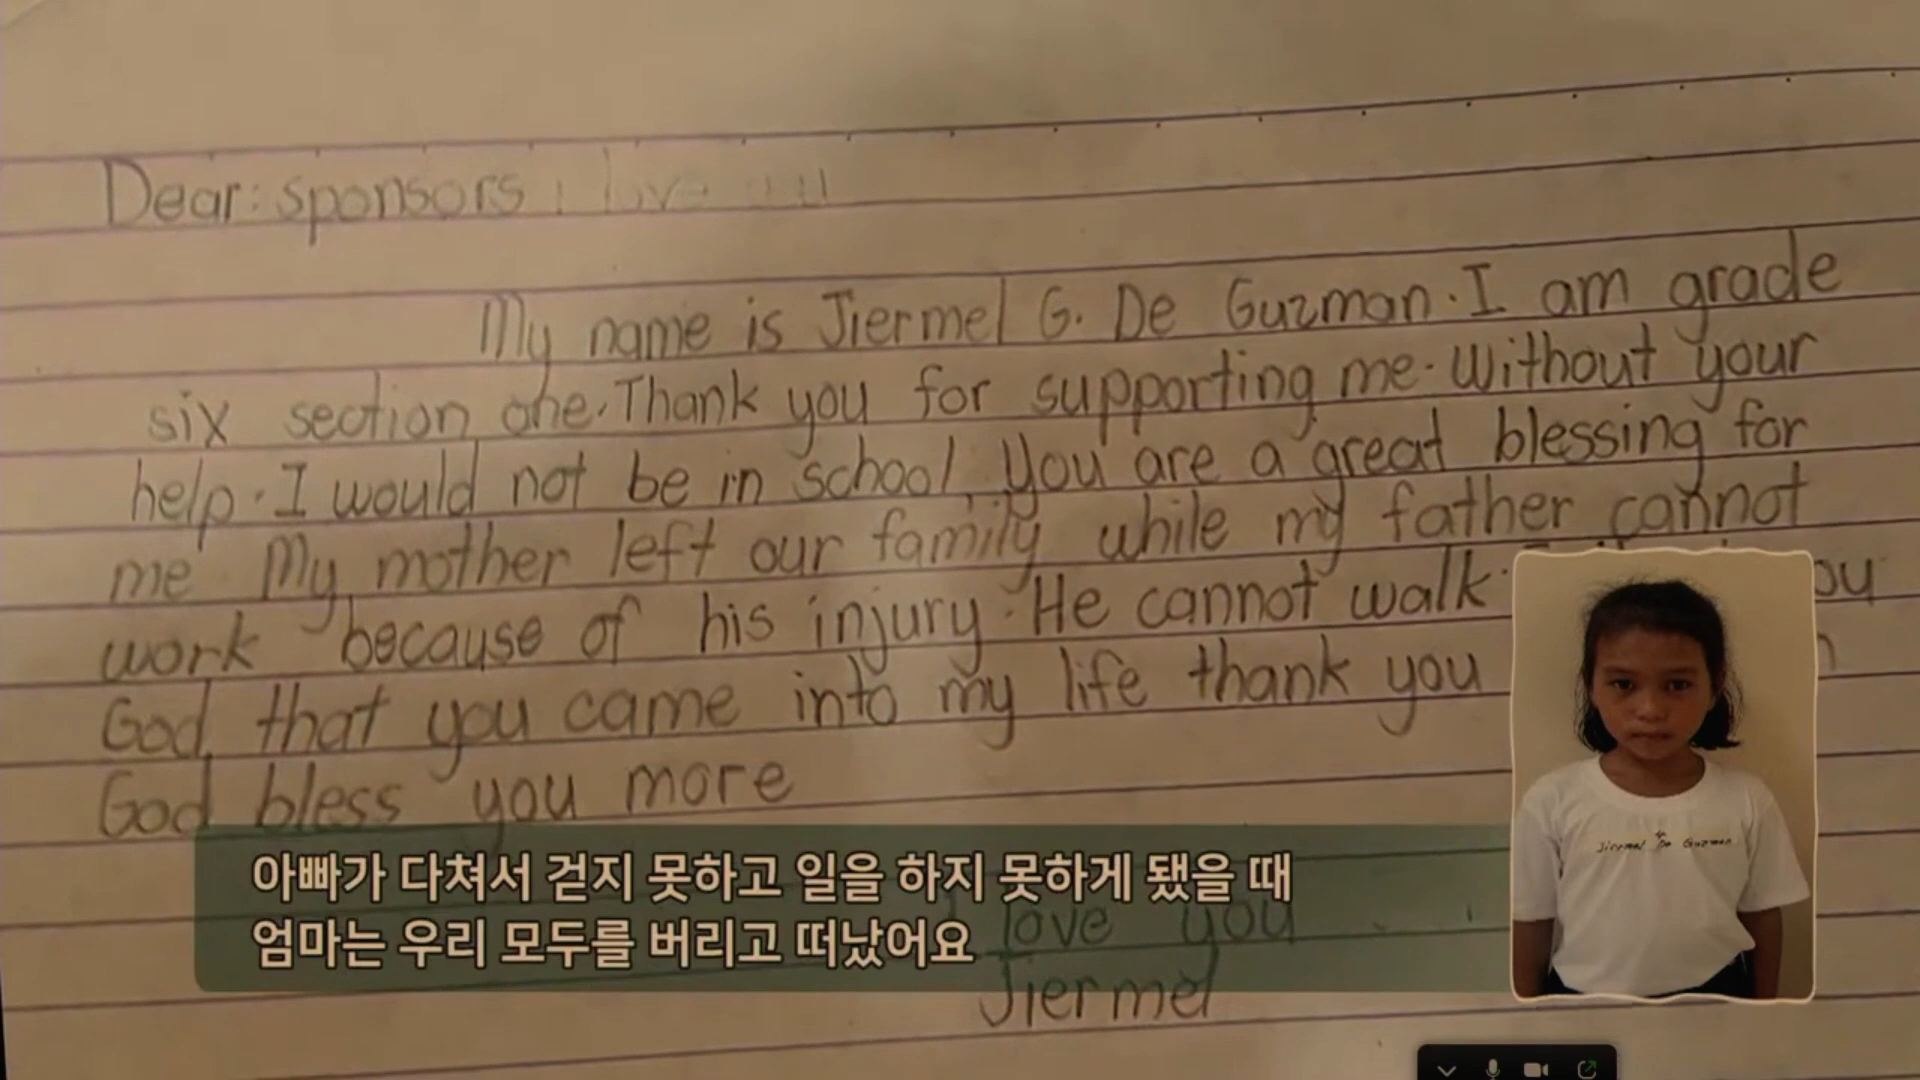 Dear: sponsors i love
My name is Jiermel G. De Guzman. I am grade
six section one. Thank you for supporting me. Without your
help. I would not be in school. You are a great blessing for
me My mother left our family while my father cannot
work because of his injury. He cannot walk.
God, that you came into my life thank you
God bless you more
아빠가 다쳐서 걷지 못하고 일을 하지 못하게 됐을 때
엄마는 우리 모두를 버리고 떠났어요
I love you
Jiermel
Jiermel De Guzman